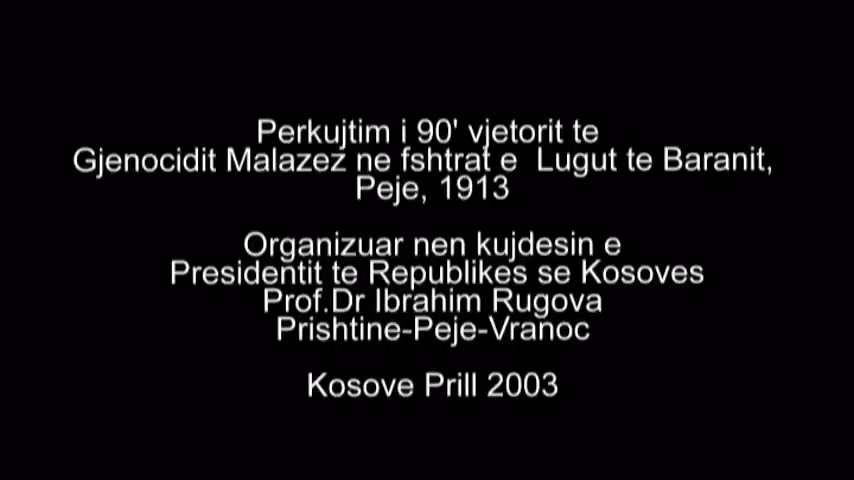 Perkujtim i 90' vjetorit te
Gjenocidit Malazez ne fshtrat e Lugut te Baranit,
Peje, 1913
Organizuar nen kujdesin e
Presidentit te Republikes se Kosoves
Prof.Dr Ibrahim Rugova
Prishtine-Peje-Vranoc
Kosove Prill 2003